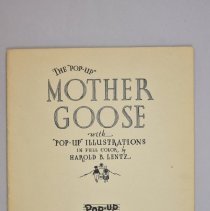 THE "POP-UP"
MOTHER
GOOSE
with
"POP-UP" ILLUSTRATIONS
IN FULL COLOR, by
HAROLD B. LENTZ
POP-UP